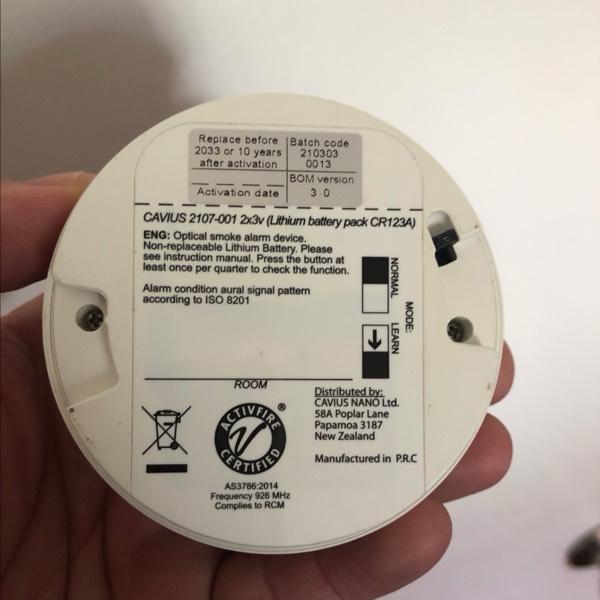 Replace before
2033 or 10 years
after activation
Activation date
Batch code
210303
0013
BOM version
3.0
CAVIUS 2107-001 2x3v (Lithium battery pack CR123A)
ENG: Optical smoke alarm device.
Non-replaceable Lithium Battery. Please
see instruction manual. Press the button at
least once per quarter to check the function.
Alarm condition aural signal pattern
according to ISO 8201
MODE:
NORMAL
LEARN
ROOM
ACTIVFIRE ®
CERTIFIED
AS3786:2014
Frequency 926 MHz
Complies to RCM
Distributed by:
CAVIUS NANO Ltd.
58A Poplar Lane
Papamoa 3187
New Zealand
Manufactured in P.R.C